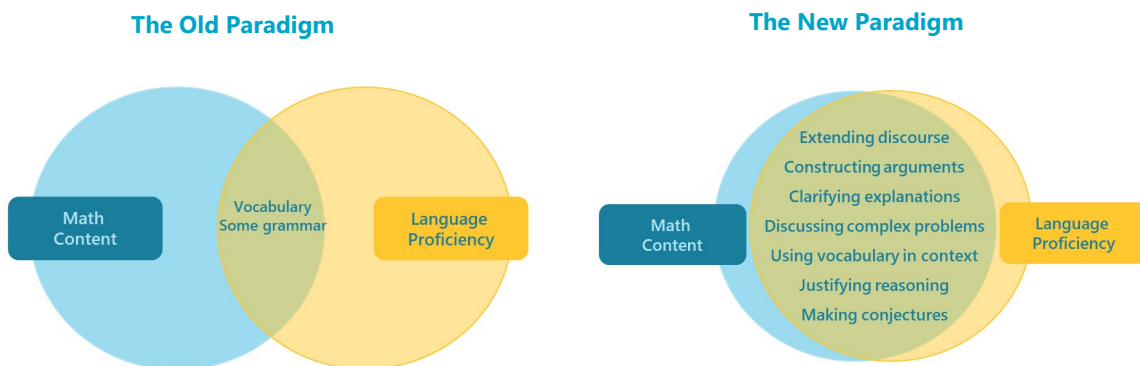 The Old Paradigm
Math
Content
Vocabulary
Some grammar
Language
Proficiency
The New Paradigm
Math
Content
Extending discourse
Constructing arguments
Clarifying explanations
Discussing complex problems
Using vocabulary in context
Justifying reasoning
Making conjectures
Language
Proficiency